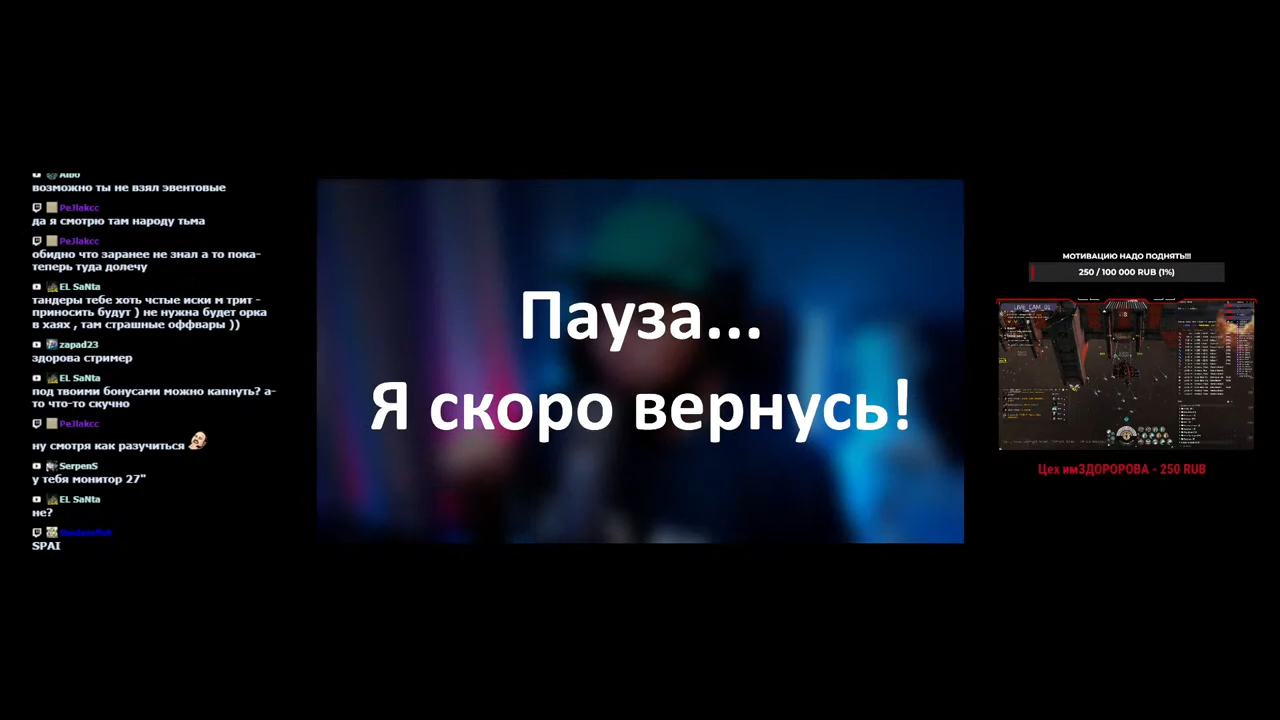 Albo
возможно ты не взял эвентовые
PeJlakcc
да я смотрю там народу тьма
PeJlakcc
обидно что заранее не знал а то пока-
теперь туда долечу
EL SaNta
тандеры тебе хоть чстые иски м трит -
приносить будут ) не нужна будет орка
в хаях , там страшные оффвары ))
zapad23
здорова стример
EL SaNta
под твоими бонусами можно капнуть? а-
то что-то скучно
PeJlakcc
ну смотря как разучиться
SerpenS
у тебя монитор 27"
EL SaNta
не?
SPAI
Пауза...
Я скоро вернусь!
МОТИВАЦИЮ НАДО ПОДНЯТЬ!!!
250 / 100 000 RUB (1%)
Цех имЗДОРОРОВА - 250 RUB